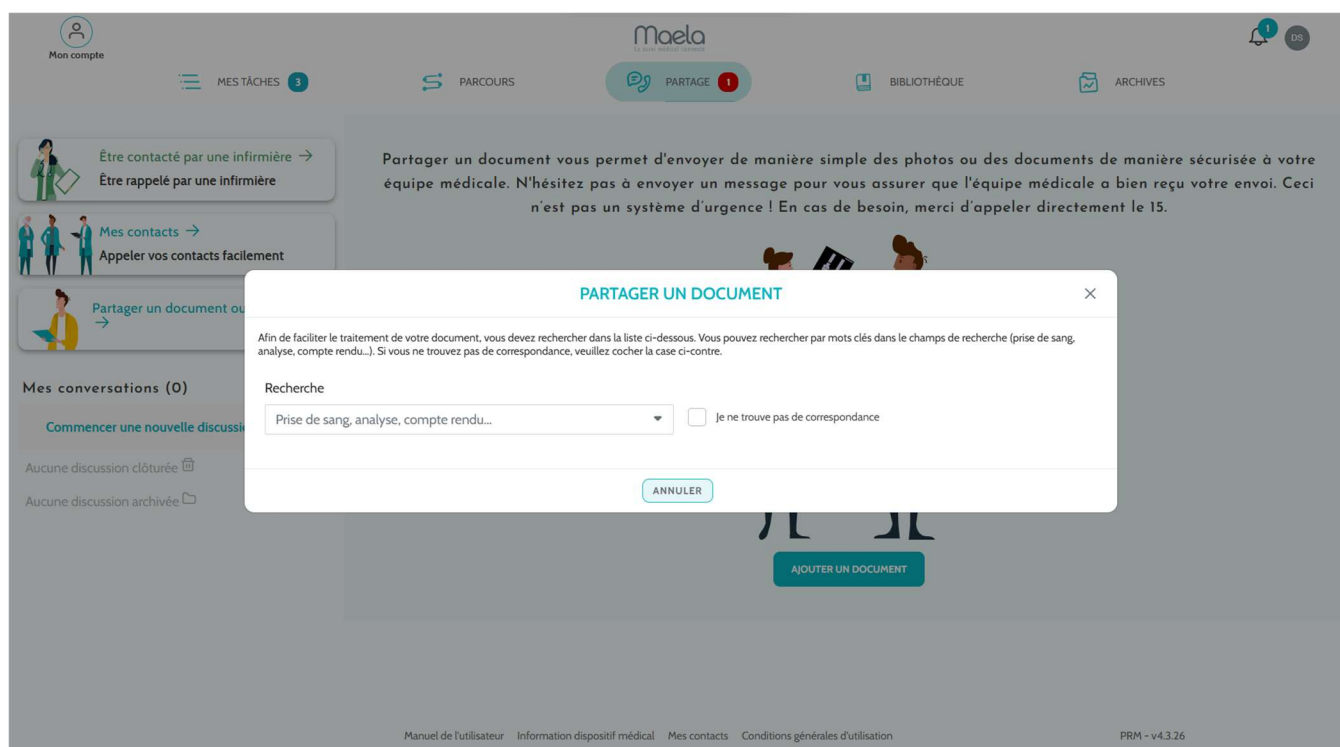 Maela
Le suivi médical connecté
1
DS
Mon compte
MES TÂCHES 3
PARCOURS
PARTAGE 1
BIBLIOTHÈQUE
ARCHIVES
Être contacté par une infirmière →
Être rappelé par une infirmière
Mes contacts →
Appeler vos contacts facilement
Partager un document ou
→
Mes conversations (0)
Commencer une nouvelle discussi
Aucune discussion clôturée
Aucune discussion archivée
Partager un document vous permet d'envoyer de manière simple des photos ou des documents de manière sécurisée à votre
équipe médicale. N'hésitez pas à envoyer un message pour vous assurer que l'équipe médicale a bien reçu votre envoi. Ceci
n'est pas un système d'urgence ! En cas de besoin, merci d'appeler directement le 15.
PARTAGER UN DOCUMENT
Afin de faciliter le traitement de votre document, vous devez rechercher dans la liste ci-dessous. Vous pouvez rechercher par mots clés dans le champs de recherche (prise de sang,
analyse, compte rendu...). Si vous ne trouvez pas de correspondance, veuillez cocher la case ci-contre.
Recherche
Prise de sang, analyse, compte rendu...
Je ne trouve pas de correspondance
ANNULER
AJOUTER UN DOCUMENT
Manuel de l'utilisateur Information dispositif médical Mes contacts Conditions générales d'utilisation
PRM - v4.3.26